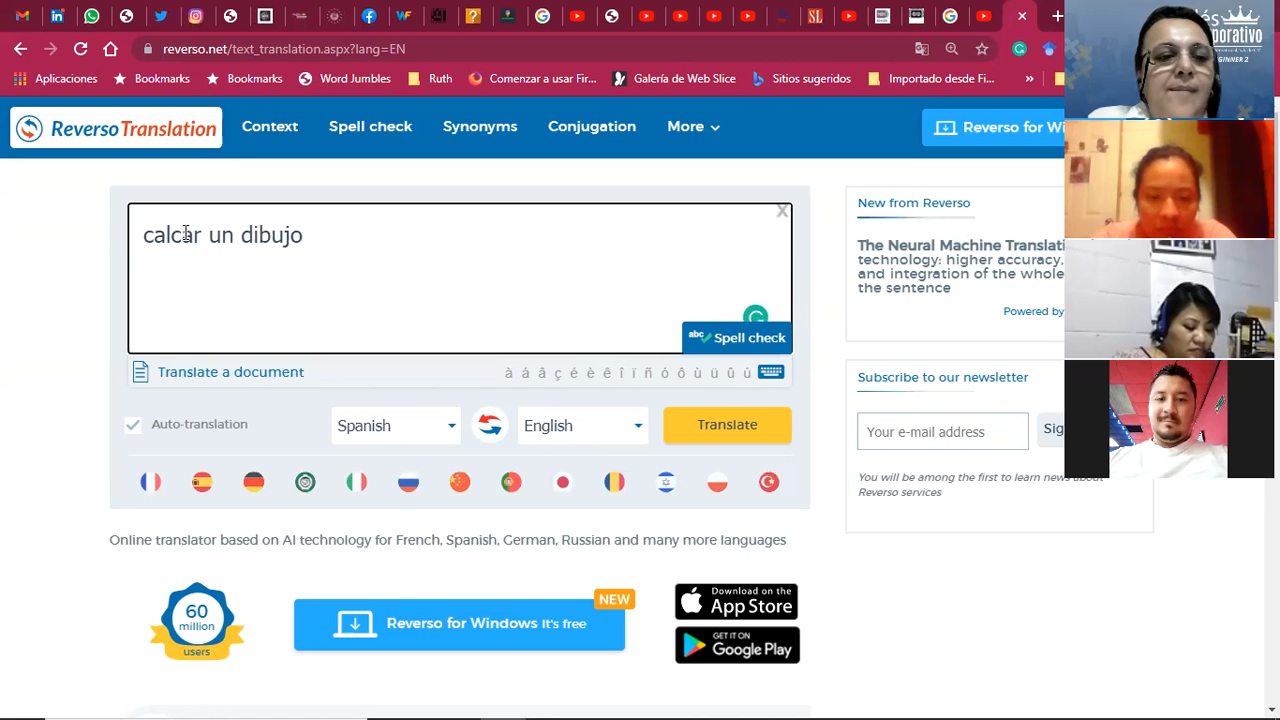 reverso.net/text_translation.aspx?lang=EN
Aplicaciones
Bookmarks
Bookmarks
Word Jumbles
Ruth
Comenzar a usar Fir...
Galería de Web Slice
Sitios sugeridos
Importado desde Fi...
»
ReversoTranslation
Context
Spell check
Synonyms
Conjugation
More
Reverso for Wi
GINNER 2
calcar un dibujo
X
abc Spell check
Translate a document
à á â ç é è ê î ï ñ ó ô ù ü û ú
Auto-translation
Spanish
English
Translate
New from Reverso
The Neural Machine Translati
technology: higher accuracy,
and integration of the whole
the sentence
Powered by
Subscribe to our newsletter
Your e-mail address
Sig
You will be among the first to learn news about
Reverso services
Online translator based on AI technology for French, Spanish, German, Russian and many more languages
60
million
users
NEW
Reverso for Windows It's free
Download on the
App Store
GET IT ON
Google Play